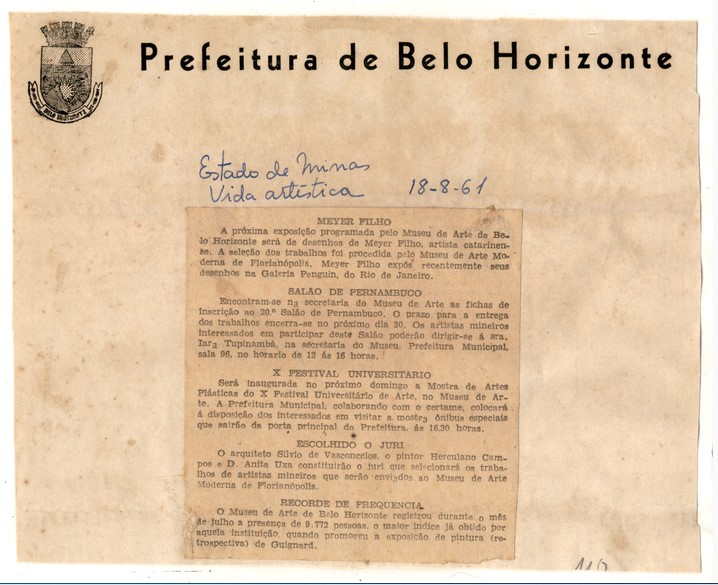 Prefeitura de Belo Horizonte
BELO HORIZONTE
Estado de Minas
Vida artística 18-8-61
MEYER FILHO
A próxima exposição programada pelo Museu de Arte de Be-
lo Horizonte será de desenhos de Meyer Filho, artista catarinen-
se. A seleção dos trabalhos foi procedida pelo Museu de Arte Mo-
derna de Florianópolis. Meyer Filho expôs recentemente seus
desenhos na Galeria Penguin, do Rio de Janeiro.
SALÃO DE PERNAMBUCO
Encontram-se na secretaria do Museu de Arte as fichas de
inscrição ao 20.º Salão de Pernambuco. O prazo para a entrega
dos trabalhos encerra-se no próximo dia 30. Os artistas mineiros
interessados em participar deste Salão poderão dirigir-se á sra.
Iara Tupinambá, na secretaria do Museu, Prefeitura Municipal,
sala 96, no horario de 12 ás 16 horas.
X FESTIVAL UNIVERSITARIO
Será inaugurada no próximo domingo a Mostra de Artes
Plásticas do X Festival Universitário de Arte, no Museu de Ar-
te. A Prefeitura Municipal, colaborando com o certame, colocará
á disposição dos interessados em visitar a mostra ônibus especiais
que sairão da porta principal da Prefeitura, ás 16,30 horas.
ESCOLHIDO O JURI
O arquiteto Silvio de Vasconcelos, o pintor Herculano Cam-
pos e D. Anita Uxa constituirão o juri que selecionará os traba-
lhos de artistas mineiros que serão enviados ao Museu de Arte
Moderna de Florianópolis.
RECORDE DE FREQUENCIA
O Museu de Arte de Belo Horizonte registrou durante o mês
de julho a presença de 9.772 pessoas, o maior indice já obtido por
aquela instituição, quando promoveu a exposição de pintura (re-
trospectiva) de Guignard.